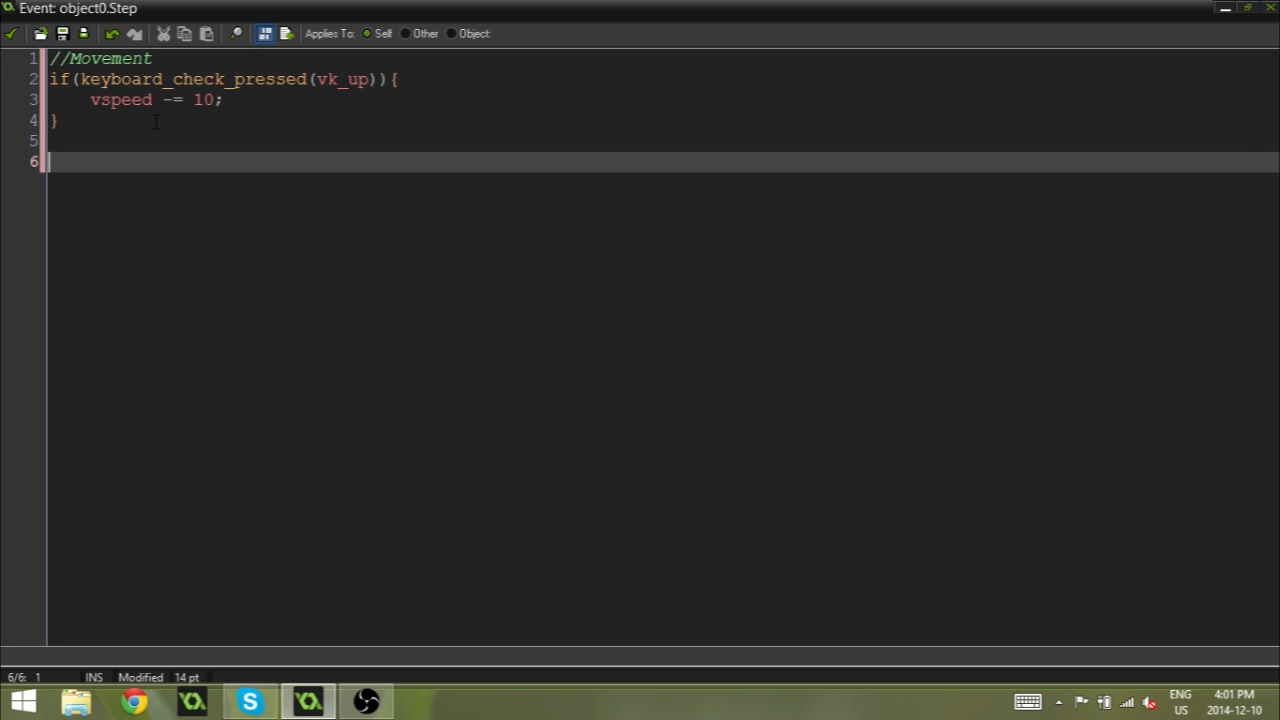 Event: object0.Step
Applies To: Self Other Object:
1 //Movement
2 if(keyboard_check_pressed(vk_up)){
3 vspeed -= 10;
4 }
5
6
6/6: 1 INS Modified 14 pt
ENG 4:01 PM
US 2014-12-10